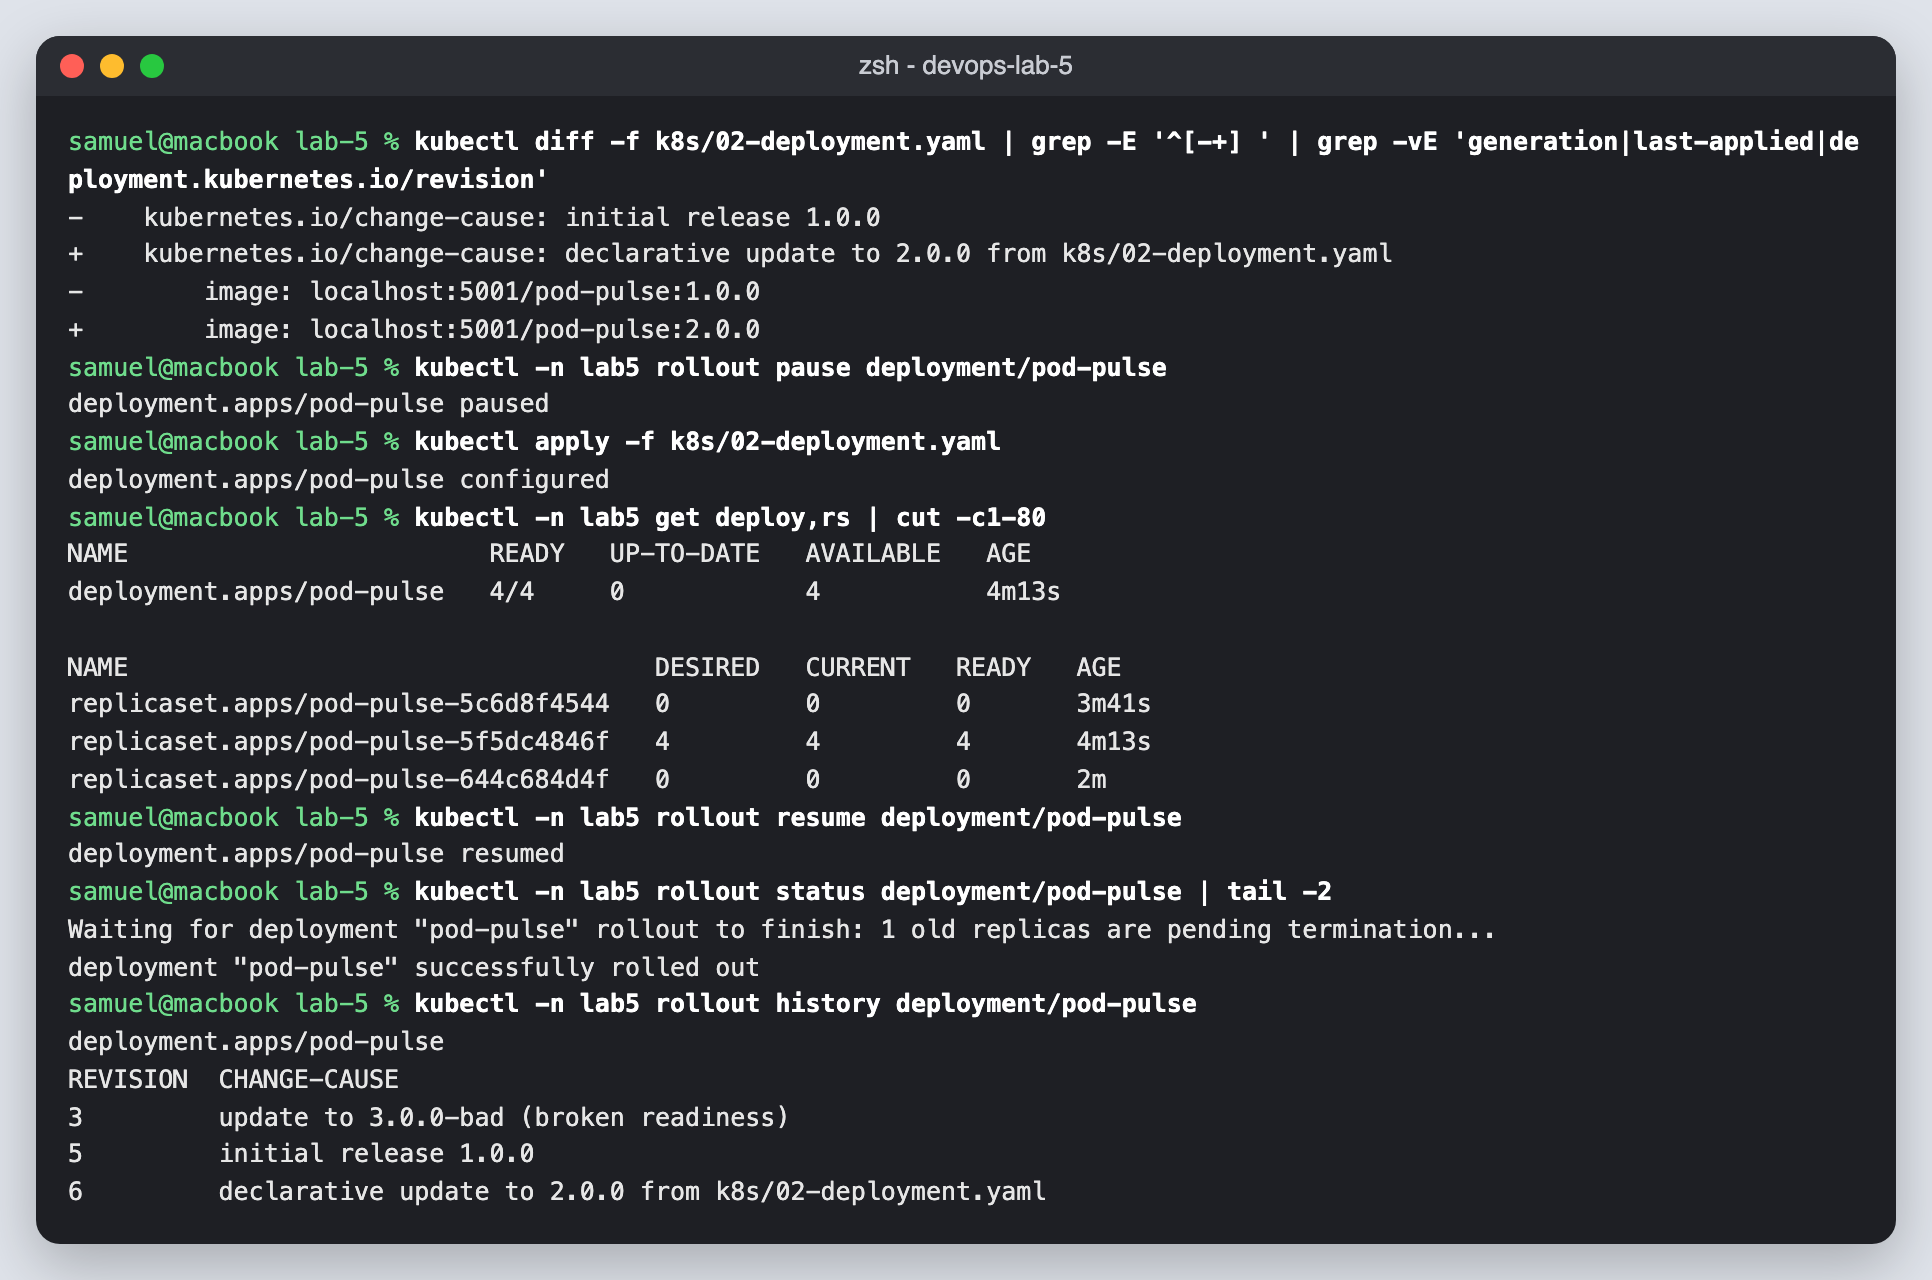 zsh - devops-lab-5
samuel@macbook lab-5 % kubectl diff -f k8s/02-deployment.yaml | grep -E '^[-+] ' | grep -vE 'generation|last-applied|de
ployment.kubernetes.io/revision'
-    kubernetes.io/change-cause: initial release 1.0.0
+    kubernetes.io/change-cause: declarative update to 2.0.0 from k8s/02-deployment.yaml
-        image: localhost:5001/pod-pulse:1.0.0
+        image: localhost:5001/pod-pulse:2.0.0
samuel@macbook lab-5 % kubectl -n lab5 rollout pause deployment/pod-pulse
deployment.apps/pod-pulse paused
samuel@macbook lab-5 % kubectl apply -f k8s/02-deployment.yaml
deployment.apps/pod-pulse configured
samuel@macbook lab-5 % kubectl -n lab5 get deploy,rs | cut -c1-80
NAME                        READY   UP-TO-DATE   AVAILABLE   AGE
deployment.apps/pod-pulse   4/4     0            4           4m13s

NAME                                   DESIRED   CURRENT   READY   AGE
replicaset.apps/pod-pulse-5c6d8f4544   0         0         0       3m41s
replicaset.apps/pod-pulse-5f5dc4846f   4         4         4       4m13s
replicaset.apps/pod-pulse-644c684d4f   0         0         0       2m
samuel@macbook lab-5 % kubectl -n lab5 rollout resume deployment/pod-pulse
deployment.apps/pod-pulse resumed
samuel@macbook lab-5 % kubectl -n lab5 rollout status deployment/pod-pulse | tail -2
Waiting for deployment "pod-pulse" rollout to finish: 1 old replicas are pending termination...
deployment "pod-pulse" successfully rolled out
samuel@macbook lab-5 % kubectl -n lab5 rollout history deployment/pod-pulse
deployment.apps/pod-pulse
REVISION  CHANGE-CAUSE
3         update to 3.0.0-bad (broken readiness)
5         initial release 1.0.0
6         declarative update to 2.0.0 from k8s/02-deployment.yaml